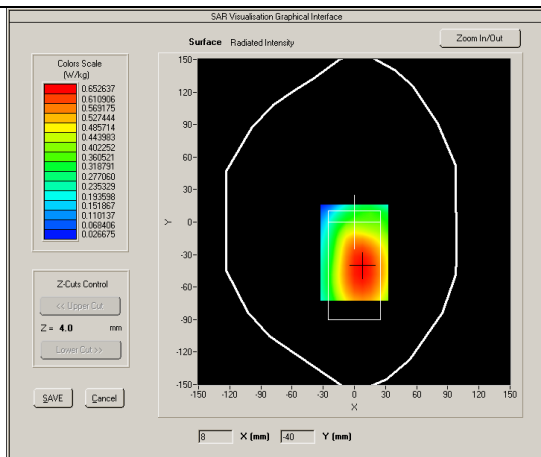 SAR Visualisation Graphical Interface
Surface Radiated Intensity
Zoom In/Out
Colors Scale
(W/kg)
0.652637
0.610906
0.569175
0.527444
0.485714
0.443983
0.402252
0.360521
0.318791
0.277060
0.235329
0.193598
0.151867
0.110137
0.068406
0.026675
Z-Cuts Control
<< Upper Cut
Z = 4.0 mm
Lower Cut >>
SAVE
Cancel
150
120
90
60
30
0
-30
-60
-90
-120
-150
Y
-150 -120 -90 -60 -30 0 30 60 90 120 150
X
8 X (mm) -40 Y (mm)